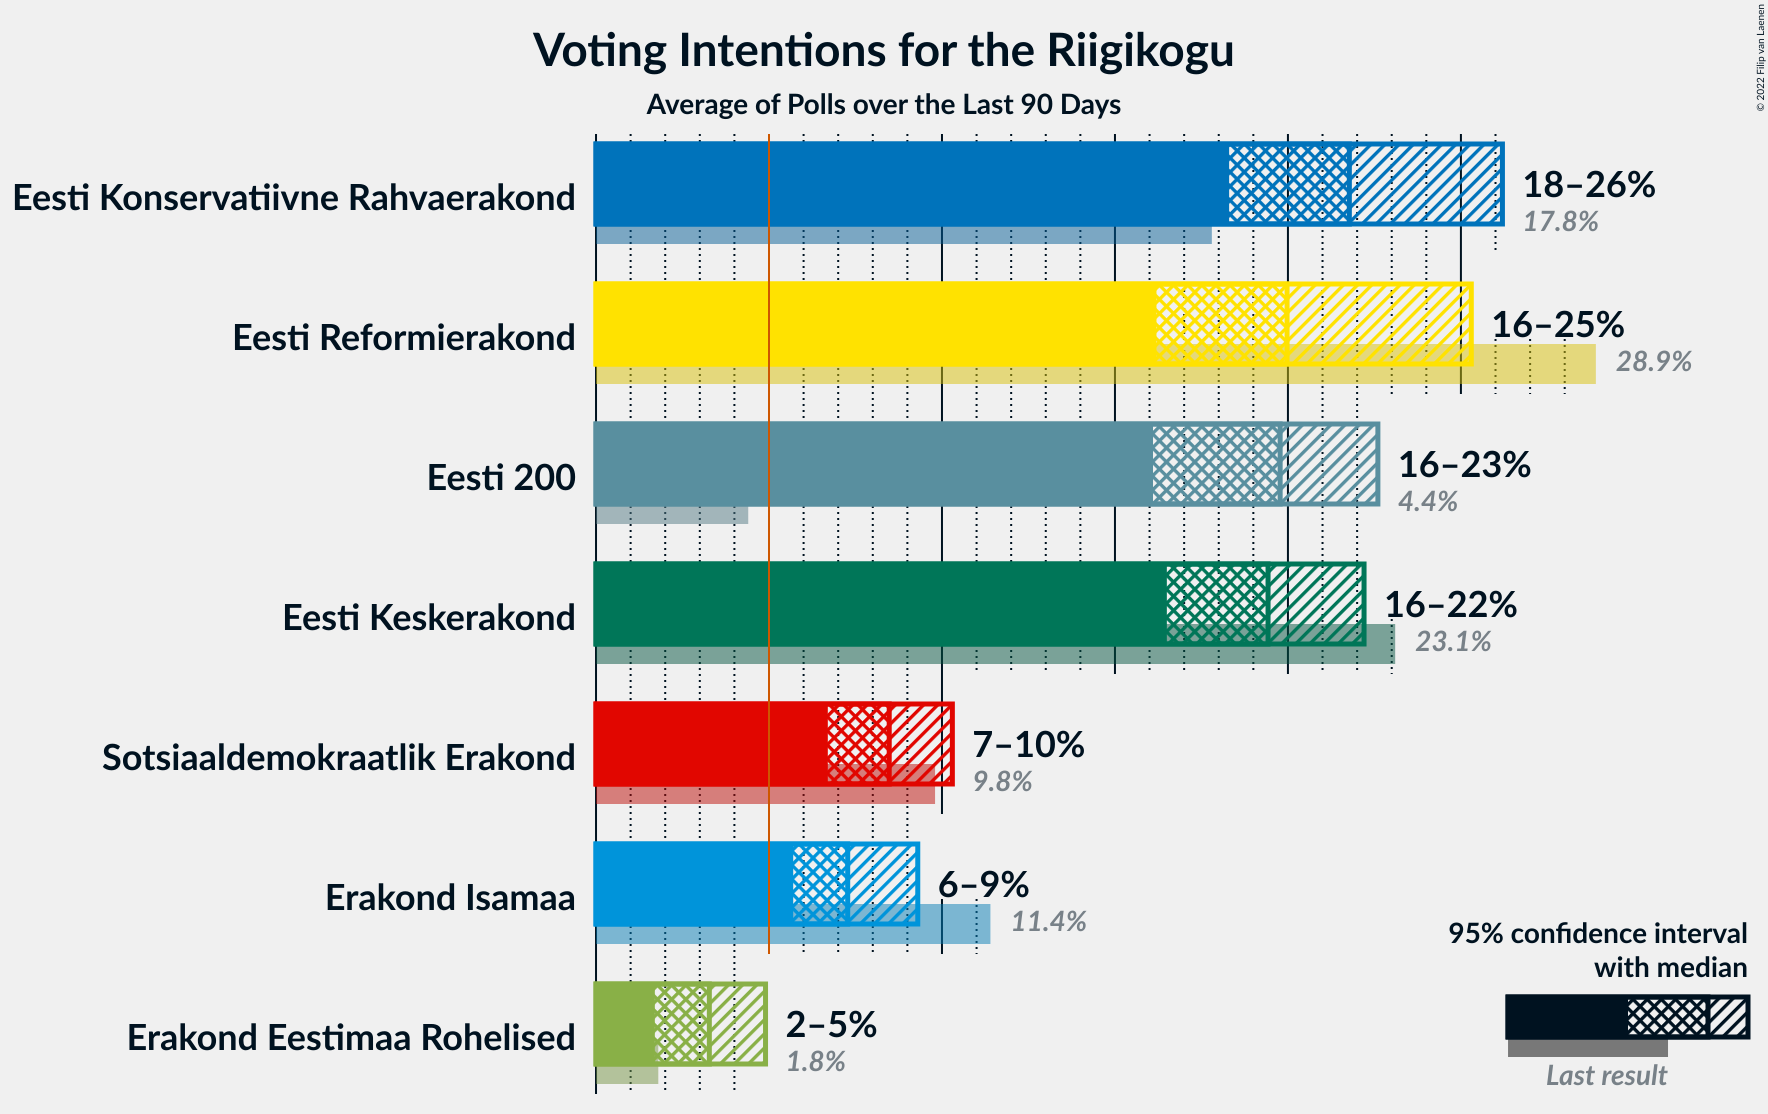 Voting Intentions for the Riigikogu
Average of Polls over the Last 90 Days
© 2022 Filip van Laenen
Eesti Konservatiivne Rahvaerakond
18–26%
17.8%
Eesti Reformierakond
16–25%
28.9%
Eesti 200
16–23%
4.4%
Eesti Keskerakond
16–22%
23.1%
Sotsiaaldemokraatlik Erakond
7–10%
9.8%
Erakond Isamaa
6–9%
11.4%
Erakond Eestimaa Rohelised
2–5%
1.8%
95% confidence interval
with median
Last result